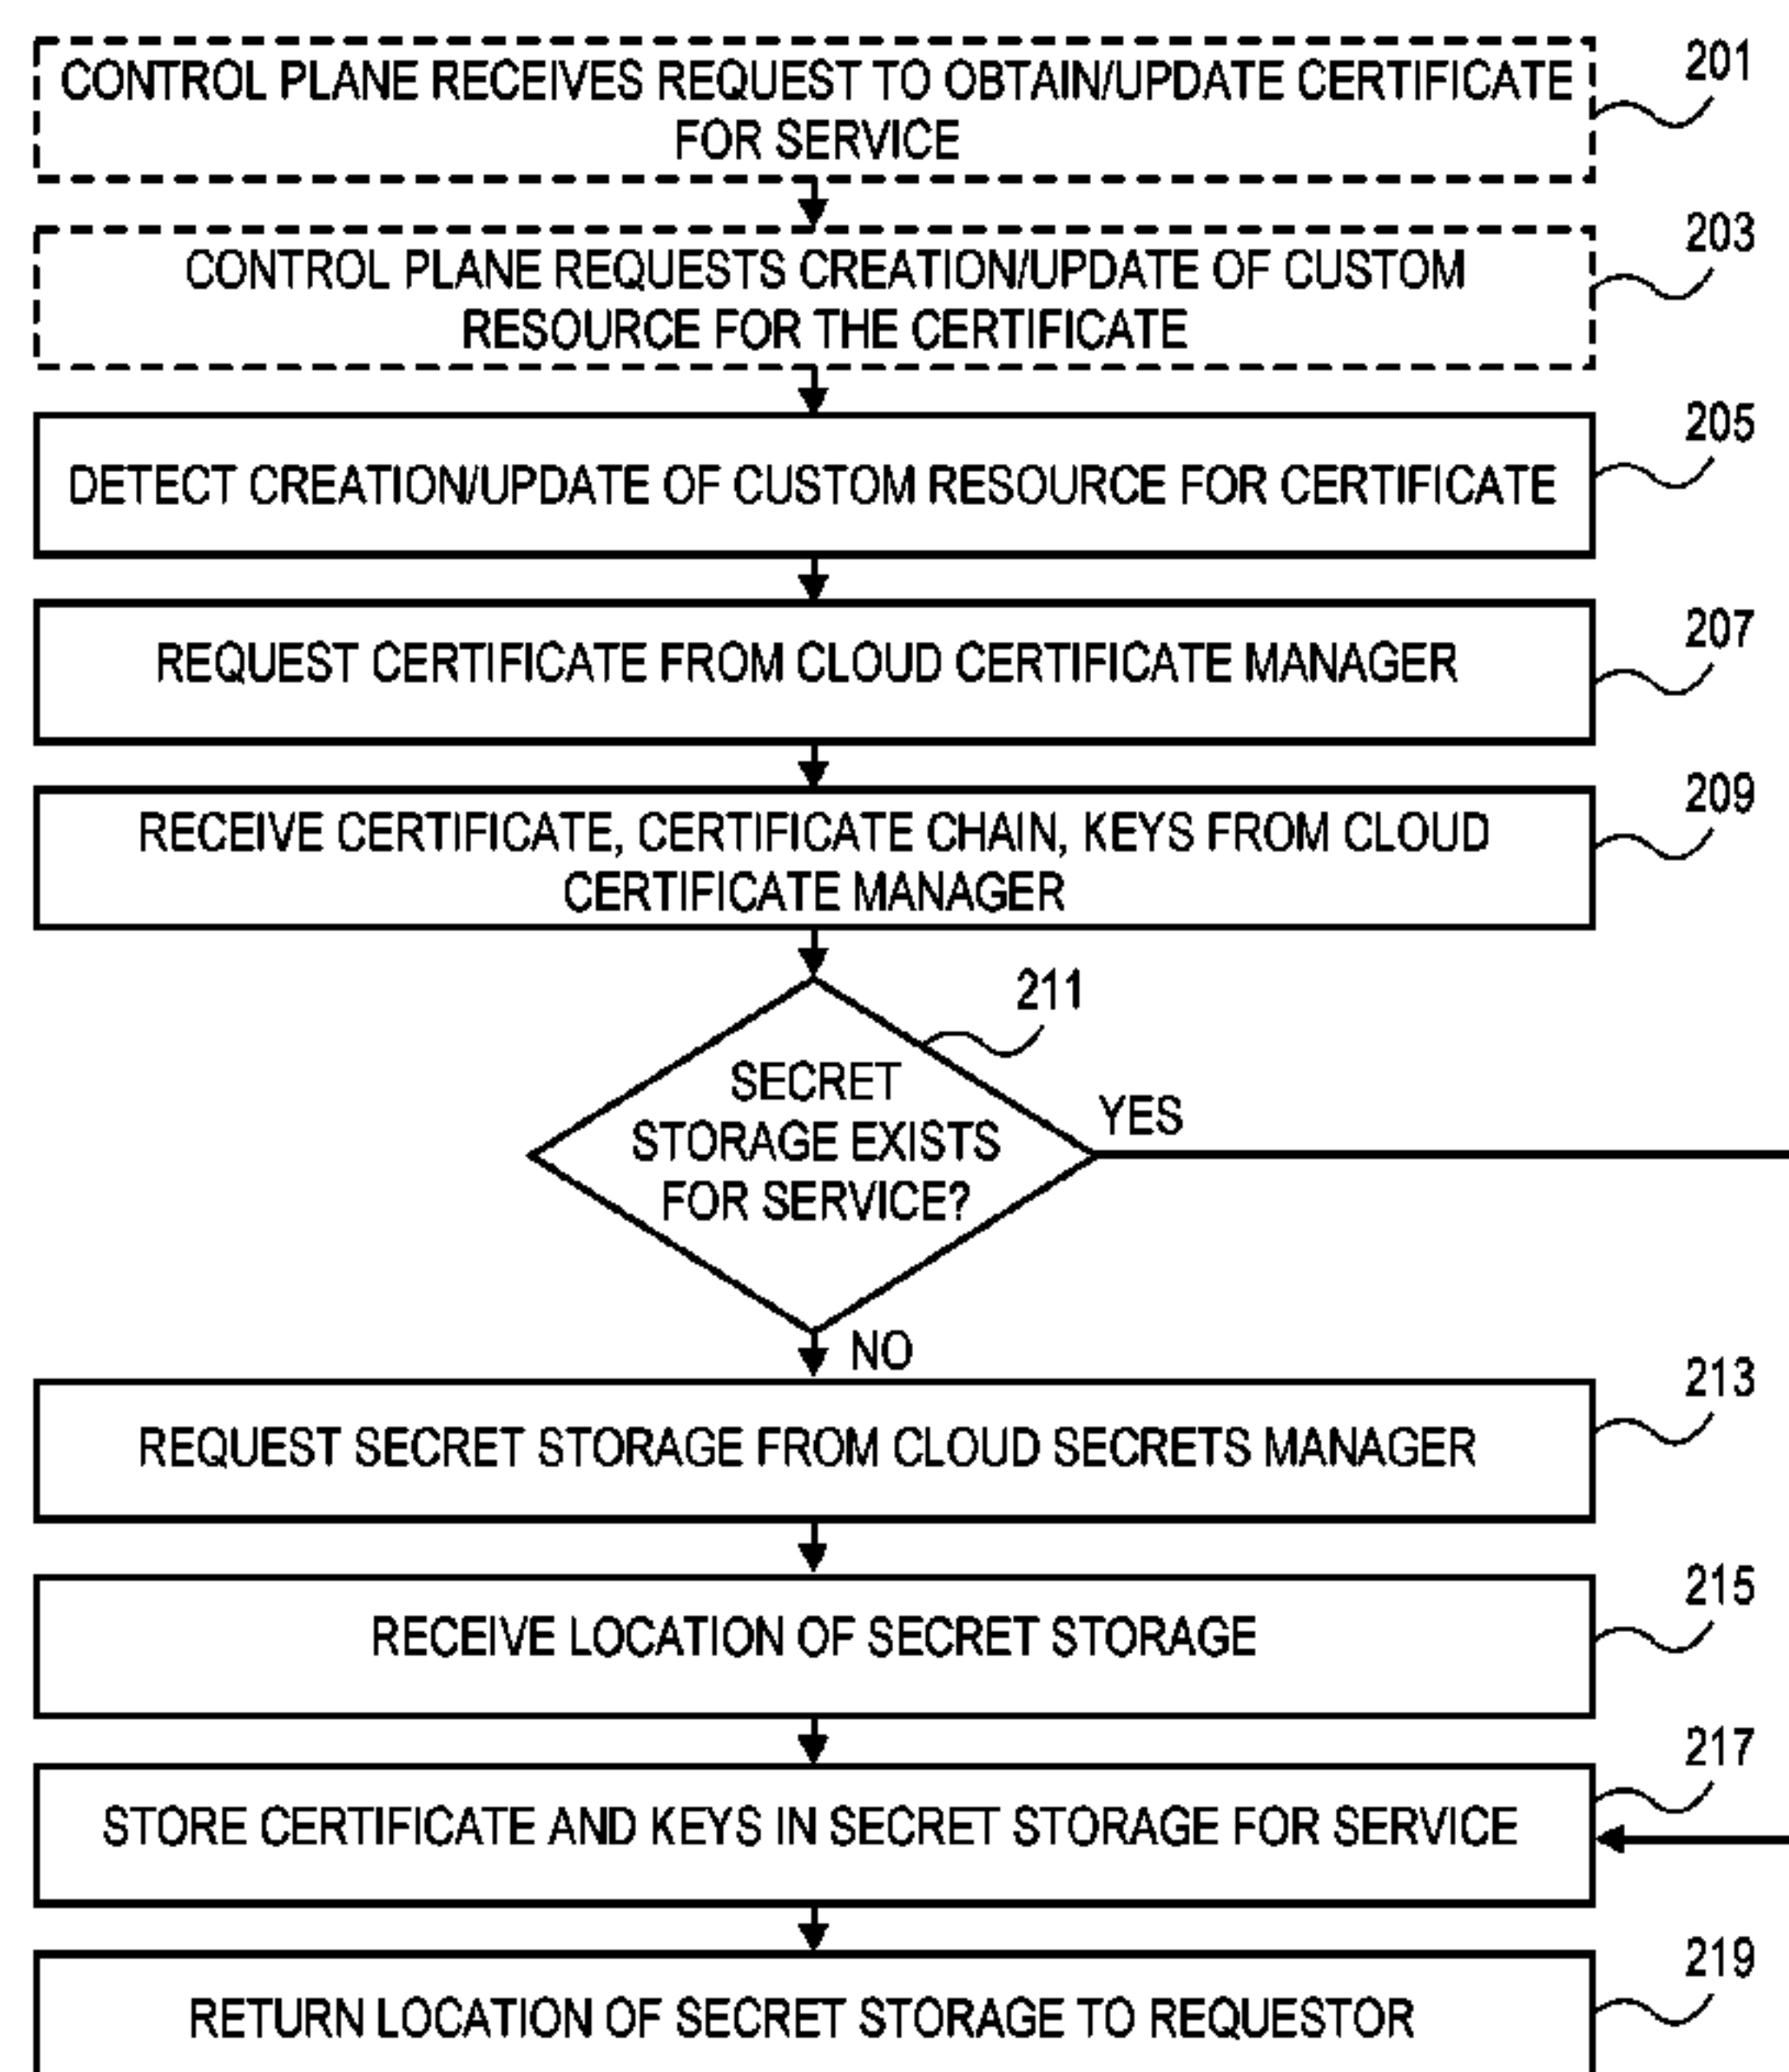 CONTROL PLANE RECEIVES REQUEST TO OBTAIN/UPDATE CERTIFICATE
FOR SERVICE
201
CONTROL PLANE REQUESTS CREATION/UPDATE OF CUSTOM
RESOURCE FOR THE CERTIFICATE
203
DETECT CREATION/UPDATE OF CUSTOM RESOURCE FOR CERTIFICATE
205
REQUEST CERTIFICATE FROM CLOUD CERTIFICATE MANAGER
207
RECEIVE CERTIFICATE, CERTIFICATE CHAIN, KEYS FROM CLOUD
CERTIFICATE MANAGER
209
211
SECRET
STORAGE EXISTS
FOR SERVICE?
YES
NO
REQUEST SECRET STORAGE FROM CLOUD SECRETS MANAGER
213
RECEIVE LOCATION OF SECRET STORAGE
215
STORE CERTIFICATE AND KEYS IN SECRET STORAGE FOR SERVICE
217
RETURN LOCATION OF SECRET STORAGE TO REQUESTOR
219